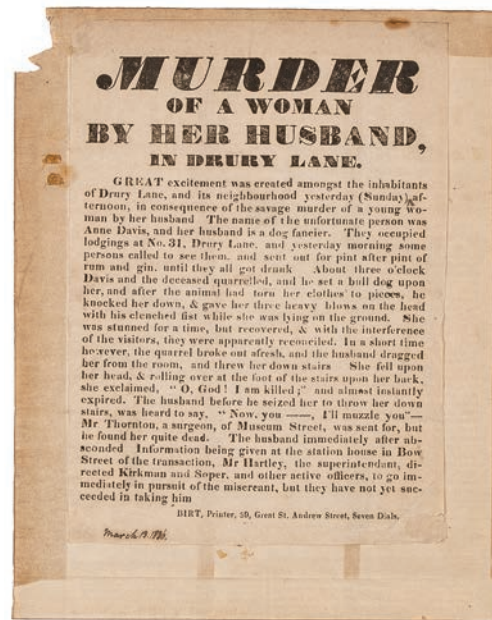 MURDER
OF A WOMAN
BY HER HUSBAND,
IN DRURY LANE.
GREAT excitement was created amongst the inhabitants
of Drury Lane, and its neighbourhood yesterday (Sunday) af-
ternoon, in consequence of the savage murder of a young wo-
man by her husband The name of the unfortunate person was
Anne Davis, and her husband is a dog fancier. They occupied
lodgings at No. 31, Drury Lane, and yesterday morning some
persons called to see them, and sent out for pint after pint of
rum and gin, until they all got drunk About three o'clock
Davis and the deceased quarrelled, and he set a bull dog upon
her, and after the animal had torn her clothes to pieces, he
knocked her down, & gave her three heavy blows on the head
with his clenched fist while she was lying on the ground. She
was stunned for a time, but recovered, & with the interference
of the visitors, they were apparently reconciled. In a short time
however, the quarrel broke out afresh, and the husband dragged
her from the room, and threw her down stairs She fell upon
her head, & rolling over at the foot of the stairs upon her back,
she exclaimed, "O, God! I am killed;" and almost instantly
expired. The husband before he seized her to throw her down
stairs, was heard to say, "Now, you ——, I'll muzzle you"—
Mr Thornton, a surgeon, of Museum Street, was sent for, but
he found her quite dead. The husband immediately after ab-
sconded Information being given at the station house in Bow
Street of the transaction, Mr Hartley, the superintendant, di-
rected Kirkman and Soper, and other active officers, to go im-
mediately in pursuit of the miscreant, but they have not yet suc-
ceeded in taking him
BIRT, Printer, 39, Great St. Andrew Street, Seven Dials.
March 13.